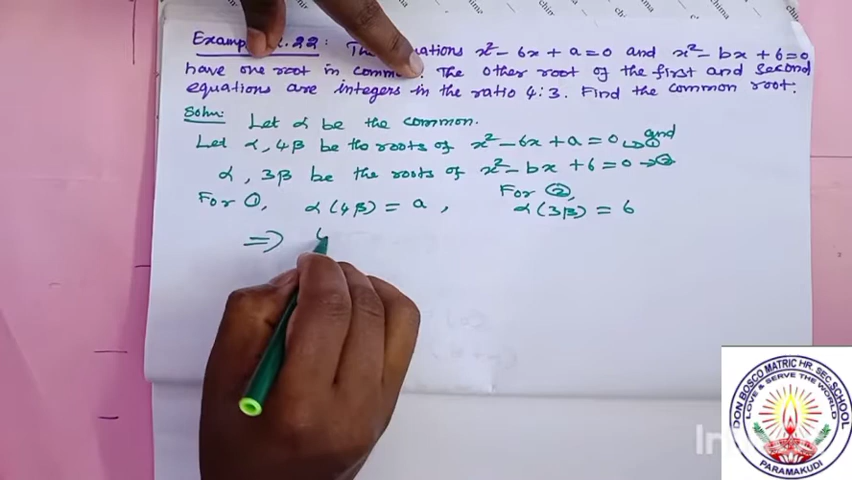 2.22: The equations x² - 6x + a = 0 and x² - bx + 6 = 0
have one root in common. The other root of the first and second
equations are integers in the ratio 4:3. Find the common root.
Soln: Let α be the common.
Let α, 4β be the roots of x² - 6x + a = 0 → ① and
α, 3β be the roots of x² - bx + 6 = 0 → ②
For ①, α(4β) = a, For ②, α(3β) = 6
⇒
DON BOSCO MATRIC HR. SEC SCHOOL
LOVE & SERVE THE WORLD
PARAMAKUDI